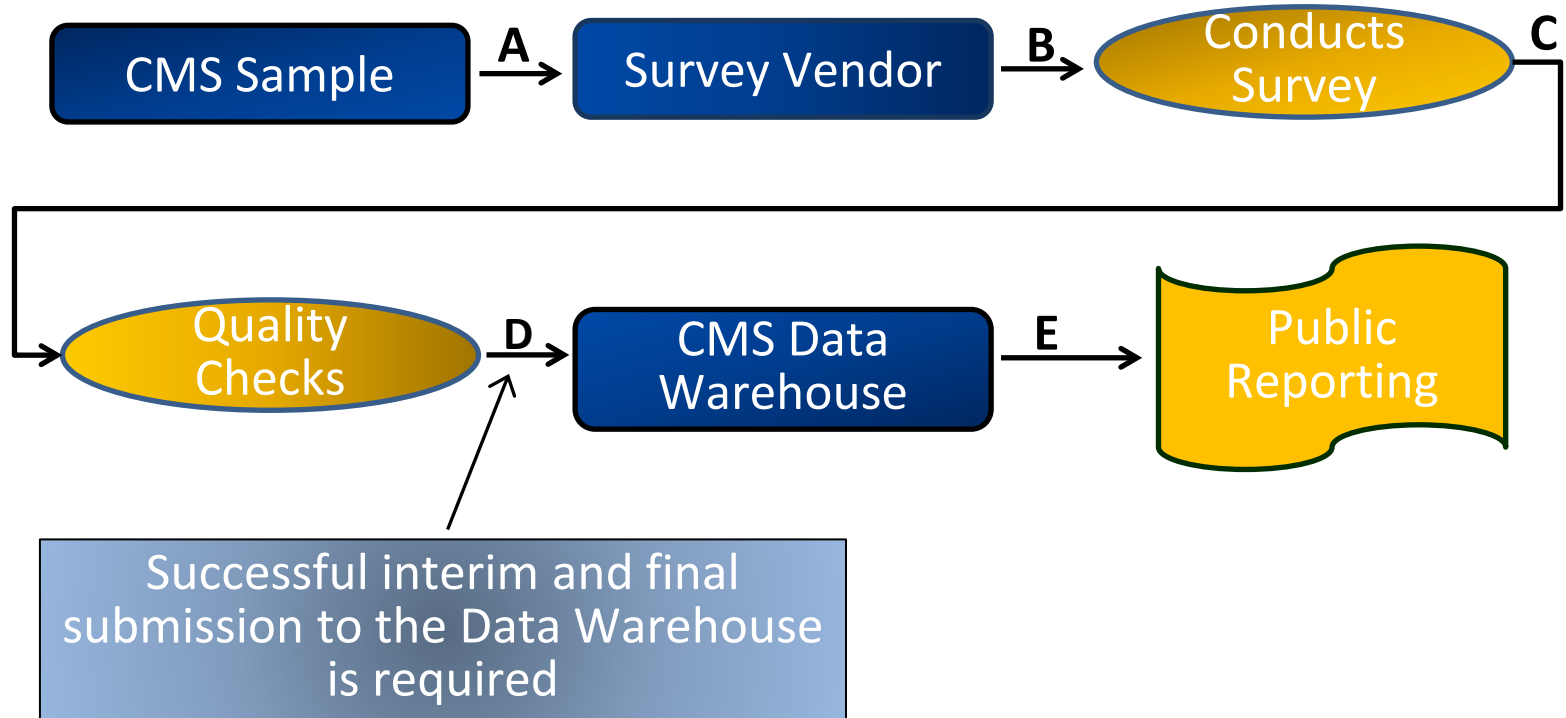 CMS Sample
A
Survey Vendor
B
Conducts
Survey
C
Quality
Checks
D
CMS Data
Warehouse
E
Public
Reporting
Successful interim and final
submission to the Data Warehouse
is required